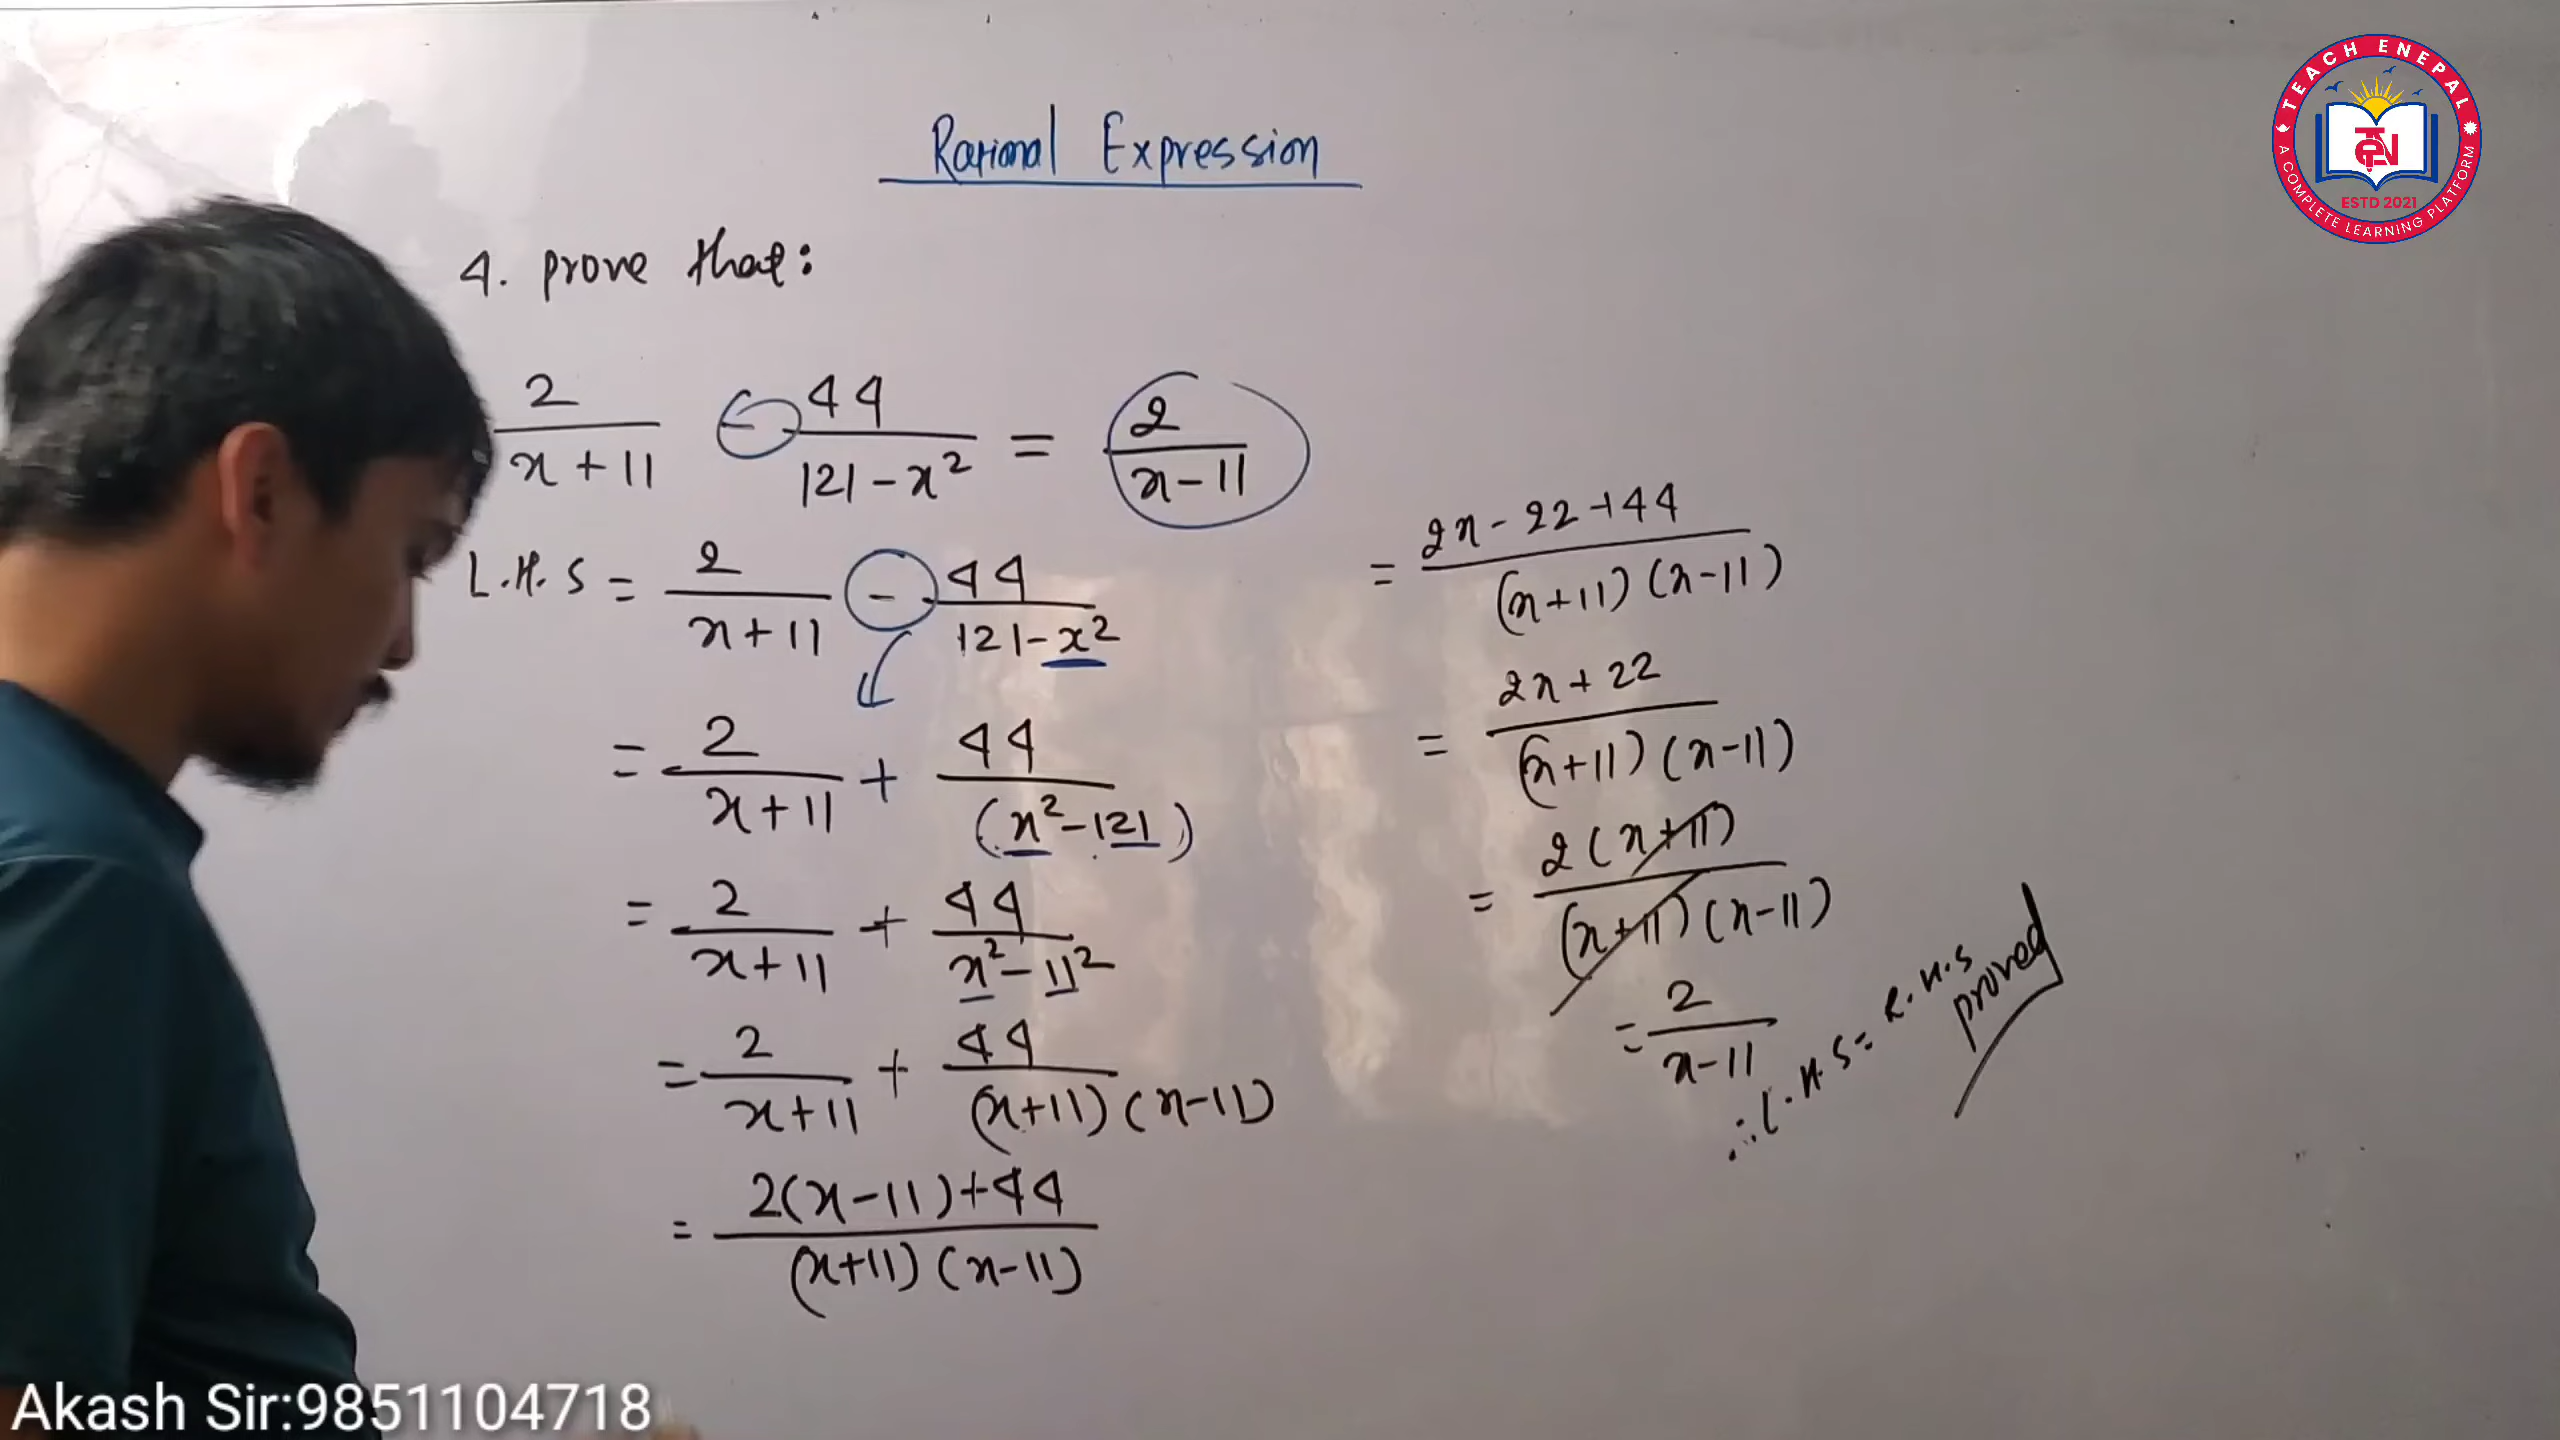 TEACH ENEPAL
A COMPLETE LEARNING PLATFORM
TEN
ESTD 2021
Rational Expression
4. prove that:
2/(x+11) - 44/(121-x²) = 2/(x-11)
L.H.S = 2/(x+11) - 44/(121-x²)
= 2/(x+11) + 44/(x²-121)
= 2/(x+11) + 44/(x²-11²)
= 2/(x+11) + 44/((x+11)(x-11))
= (2(x-11)+44)/((x+11)(x-11))
= (2x-22+44)/((x+11)(x-11))
= (2x+22)/((x+11)(x-11))
= 2(x+11)/((x+11)(x-11))
= 2/(x-11)
∴ L.H.S = R.H.S
proved
Akash Sir:9851104718